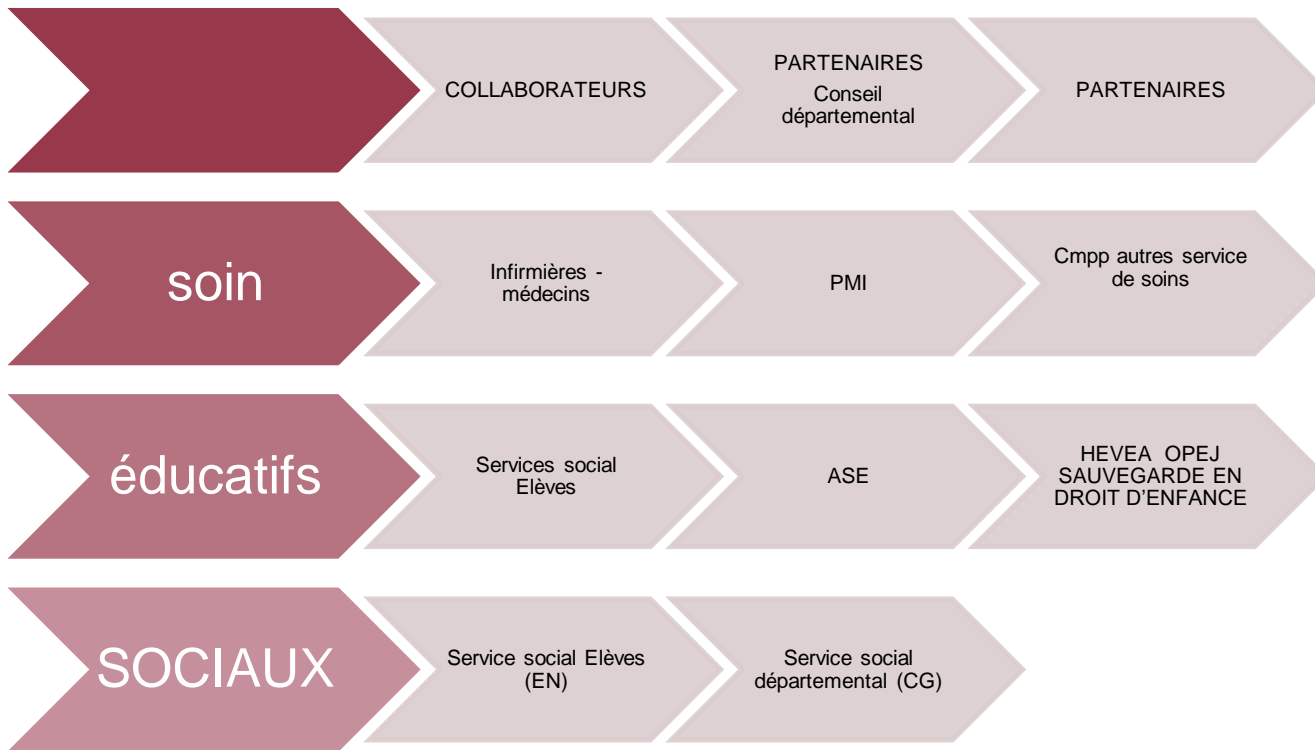 COLLABORATEURS
PARTENAIRES
Conseil
départemental
PARTENAIRES
soin
Infirmières -
médecins
PMI
Cmpp autres service
de soins
éducatifs
Services social
Elèves
ASE
HEVEA OPEJ
SAUVEGARDE EN
DROIT D'ENFANCE
SOCIAUX
Service social Elèves
(EN)
Service social
départemental (CG)